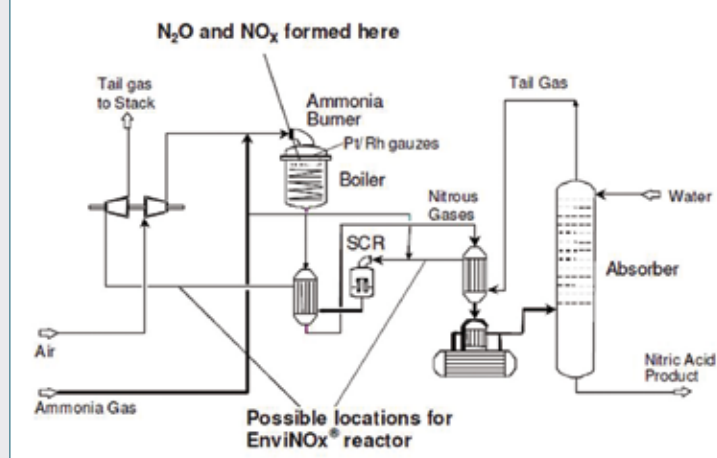 N₂O and NOₓ formed here
Tail gas
to Stack
Ammonia
Burner
Pt/Rh gauzes
Boiler
Tail Gas
Nitrous
Gases
Water
SCR
Absorber
Air
Ammonia Gas
Nitric Acid
Product
Possible locations for
EnviNOx® reactor